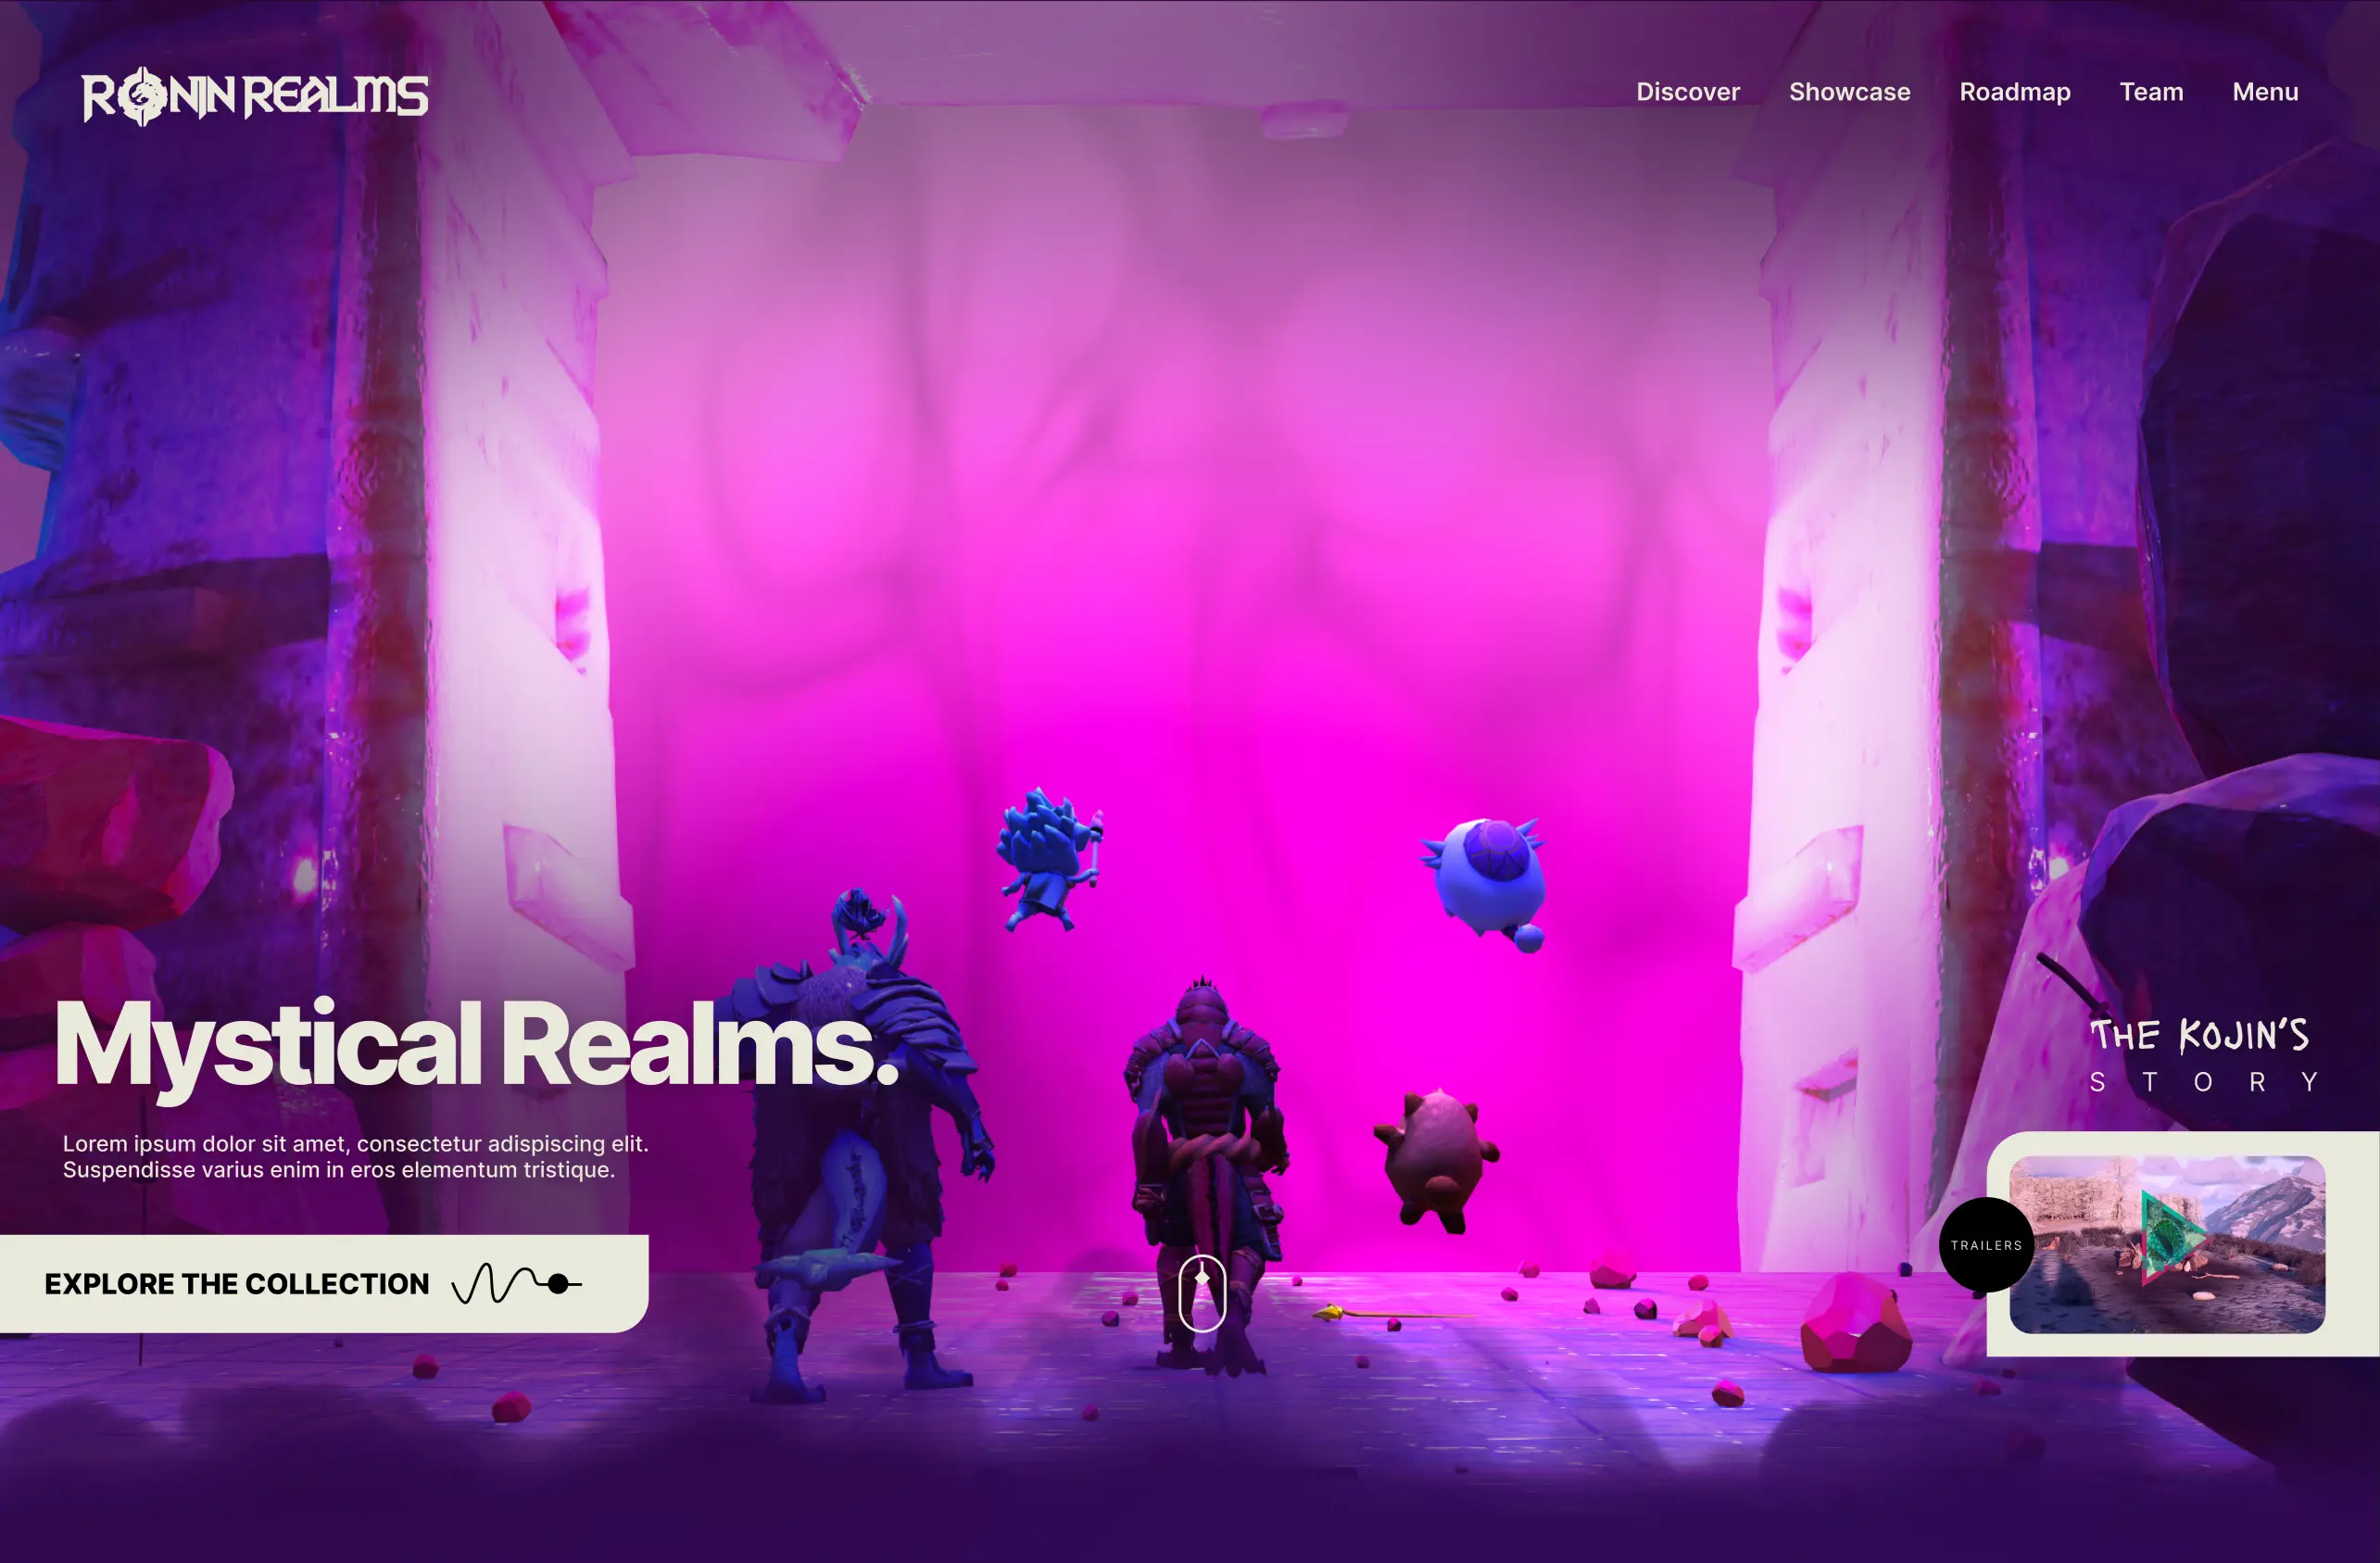 RONIN REALMS
Discover Showcase Roadmap Team Menu
Mystical Realms.
Lorem ipsum dolor sit amet, consectetur adispiscing elit.
Suspendisse varius enim in eros elementum tristique.
EXPLORE THE COLLECTION
THE KOJIN'S
STORY
TRAILERS